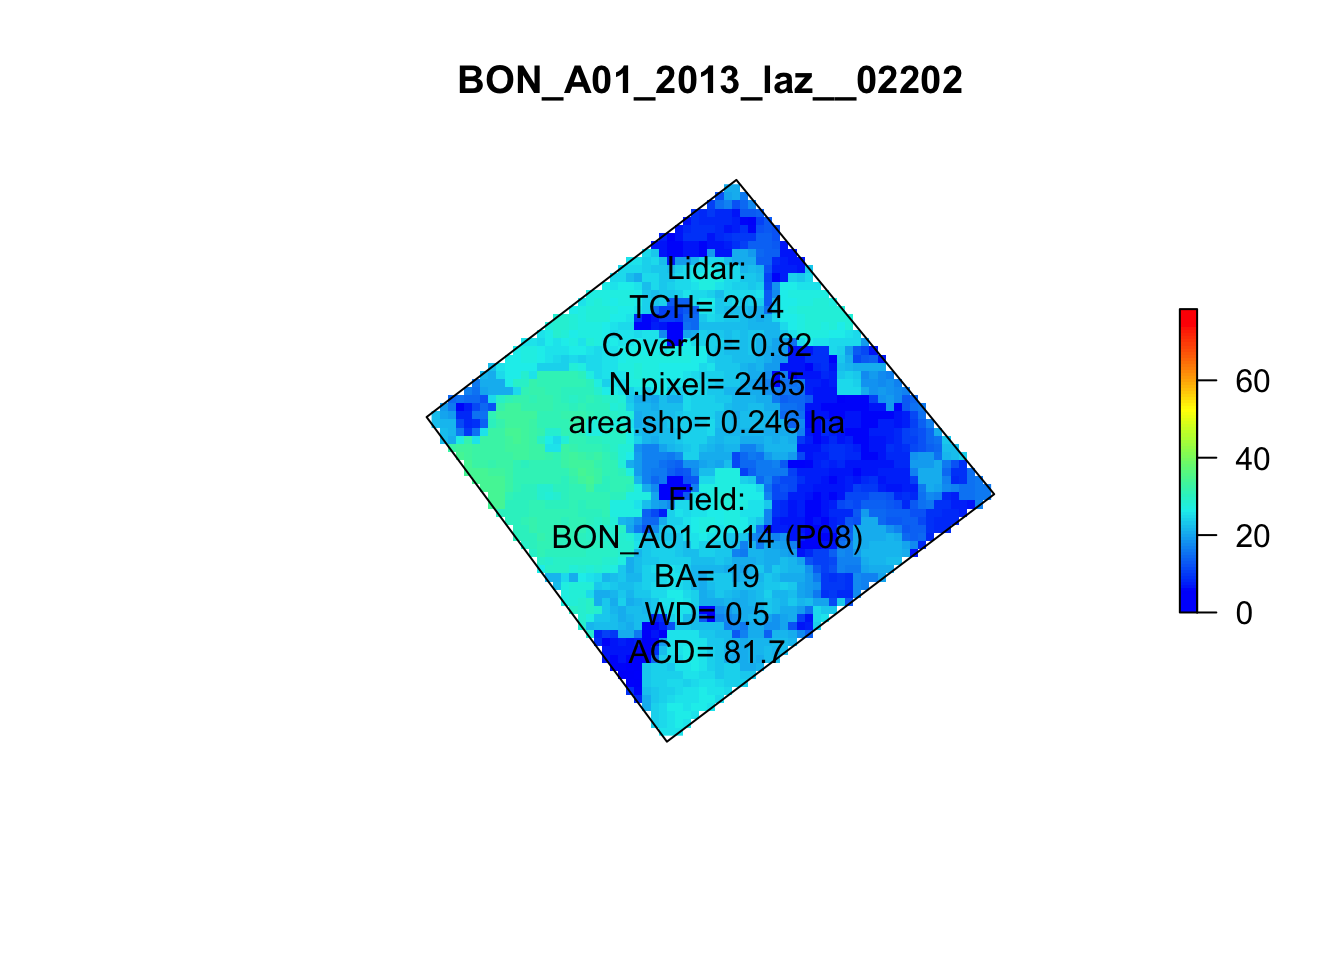 BON_A01_2013_laz__02202
Lidar:
TCH= 20.4
Cover10= 0.82
N.pixel= 2465
area.shp= 0.246 ha
Field:
BON_A01 2014 (P08)
BA= 19
WD= 0.5
ACD= 81.7
60
40
20
0